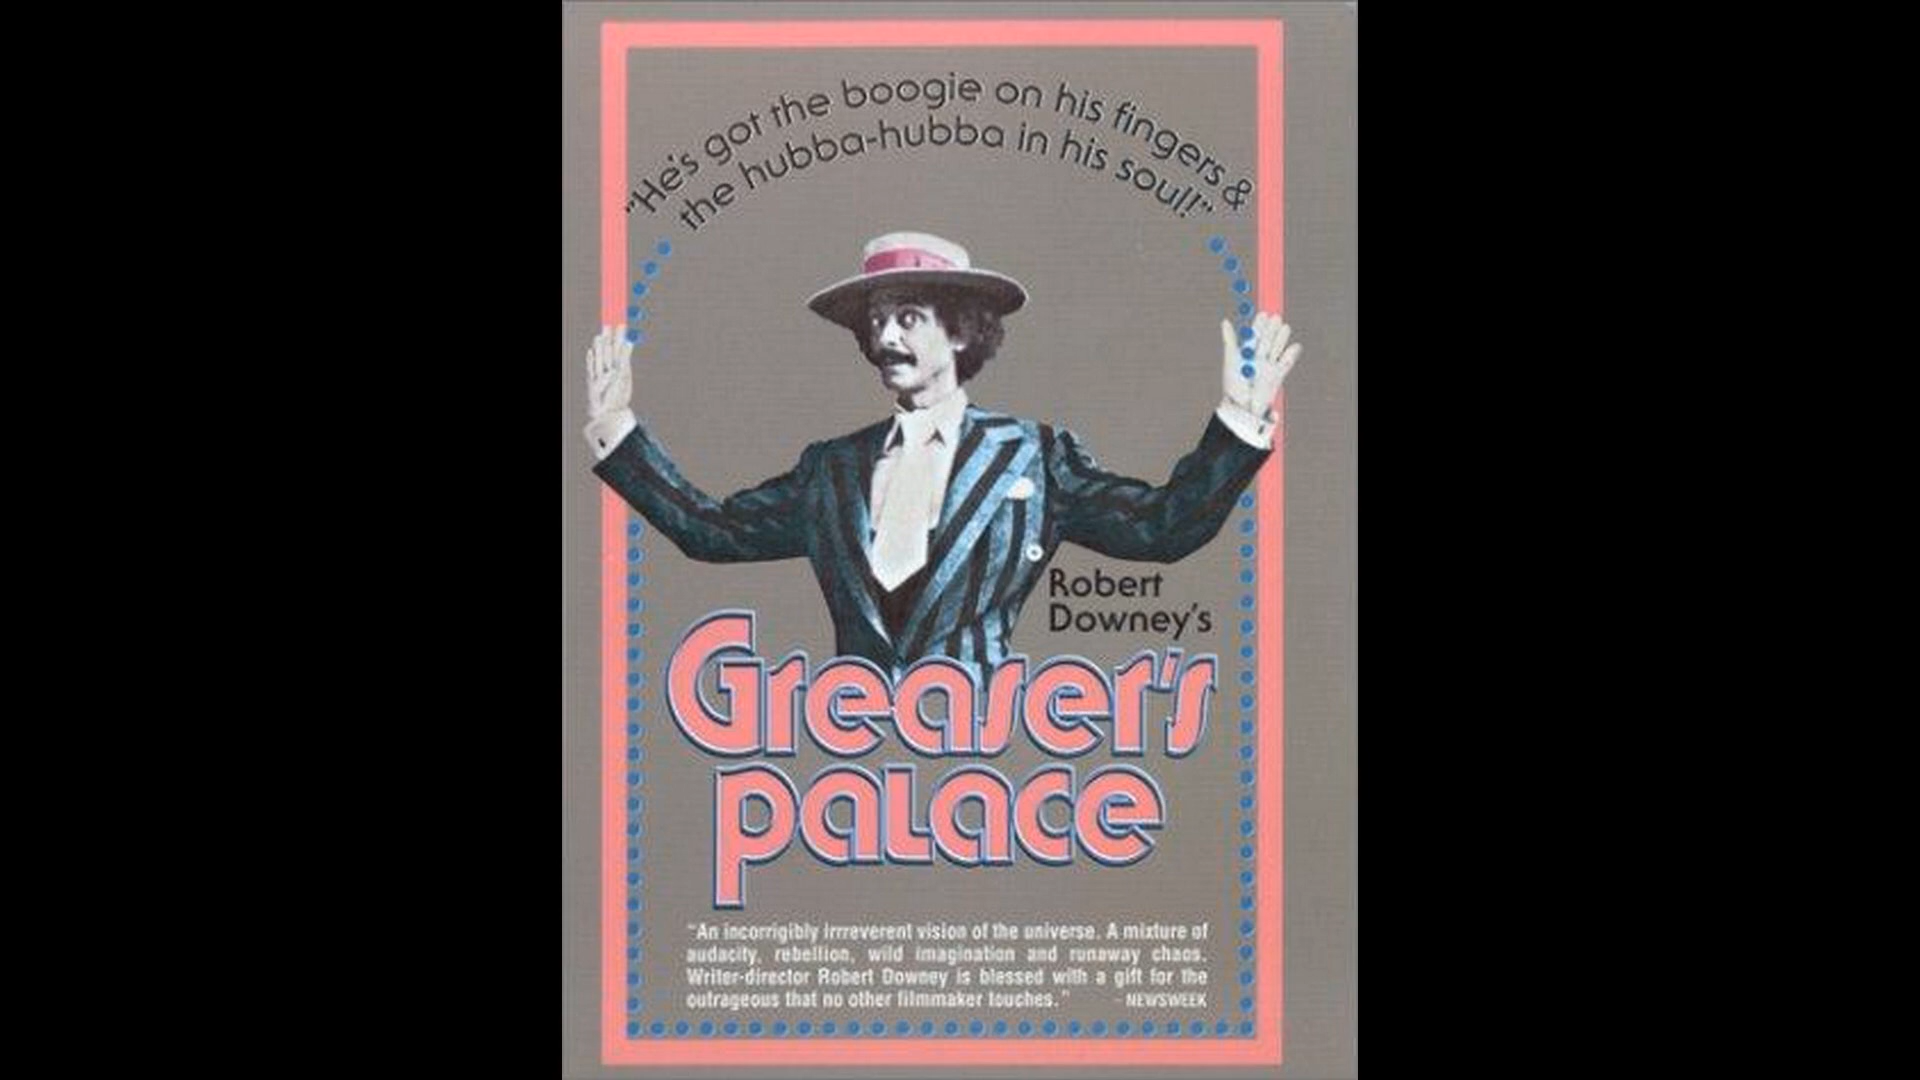 "He's got the boogie on his fingers &
the hubba-hubba in his soul!"
Robert
Downey's
Greaser's
palace
"An incorrigibly irrreverent vision of the universe. A mixture of
audacity, rebellion, wild imagination and runaway chaos.
Writer-director Robert Downey is blessed with a gift for the
outrageous that no other filmmaker touches." - NEWSWEEK